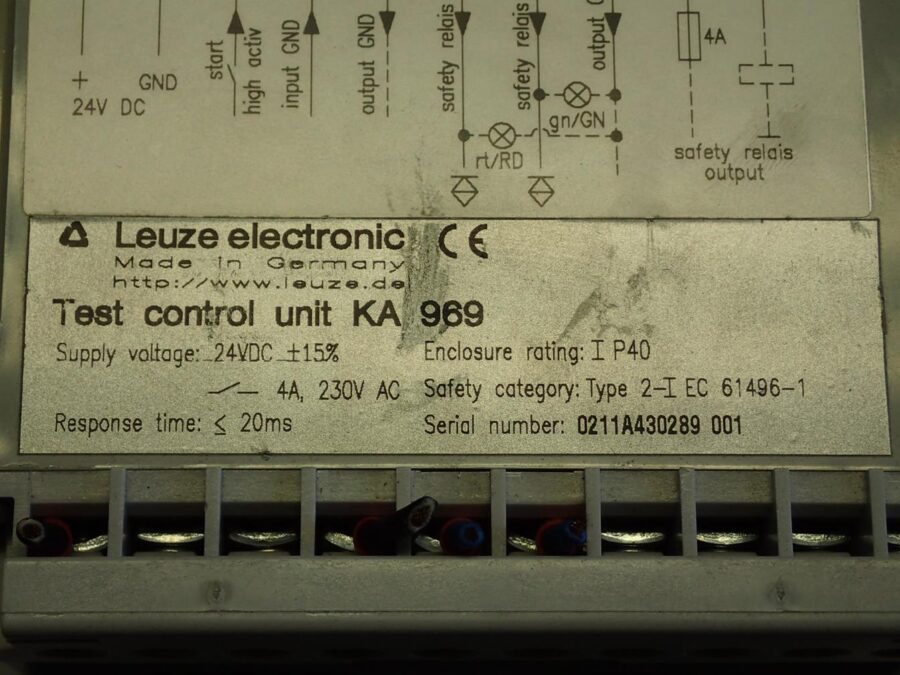 +
24V DC
GND
start
high activ
input GND
output GND
safety relais
safety relais
output
4A
gn/GN
rt/RD
safety relais
output
Leuze electronic CE
Made in Germany
http://www.leuze.de
Test control unit KA 969
Supply voltage: 24VDC ±15%
Enclosure rating: IP40
4A, 230V AC
Safety category: Type 2-IEC 61496-1
Response time: ≤ 20ms
Serial number: 0211A430289 001